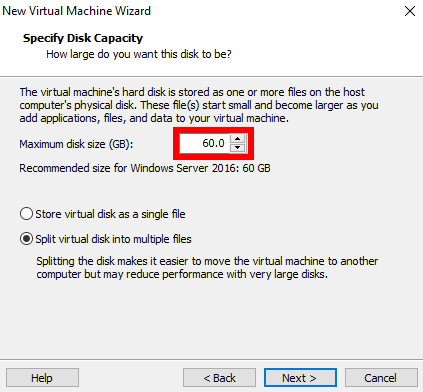 New Virtual Machine Wizard
Specify Disk Capacity
How large do you want this disk to be?
The virtual machine's hard disk is stored as one or more files on the host
computer's physical disk. These file(s) start small and become larger as you
add applications, files, and data to your virtual machine.
Maximum disk size (GB): 60.0
Recommended size for Windows Server 2016: 60 GB
Store virtual disk as a single file
Split virtual disk into multiple files
Splitting the disk makes it easier to move the virtual machine to another
computer but may reduce performance with very large disks.
Help < Back Next > Cancel